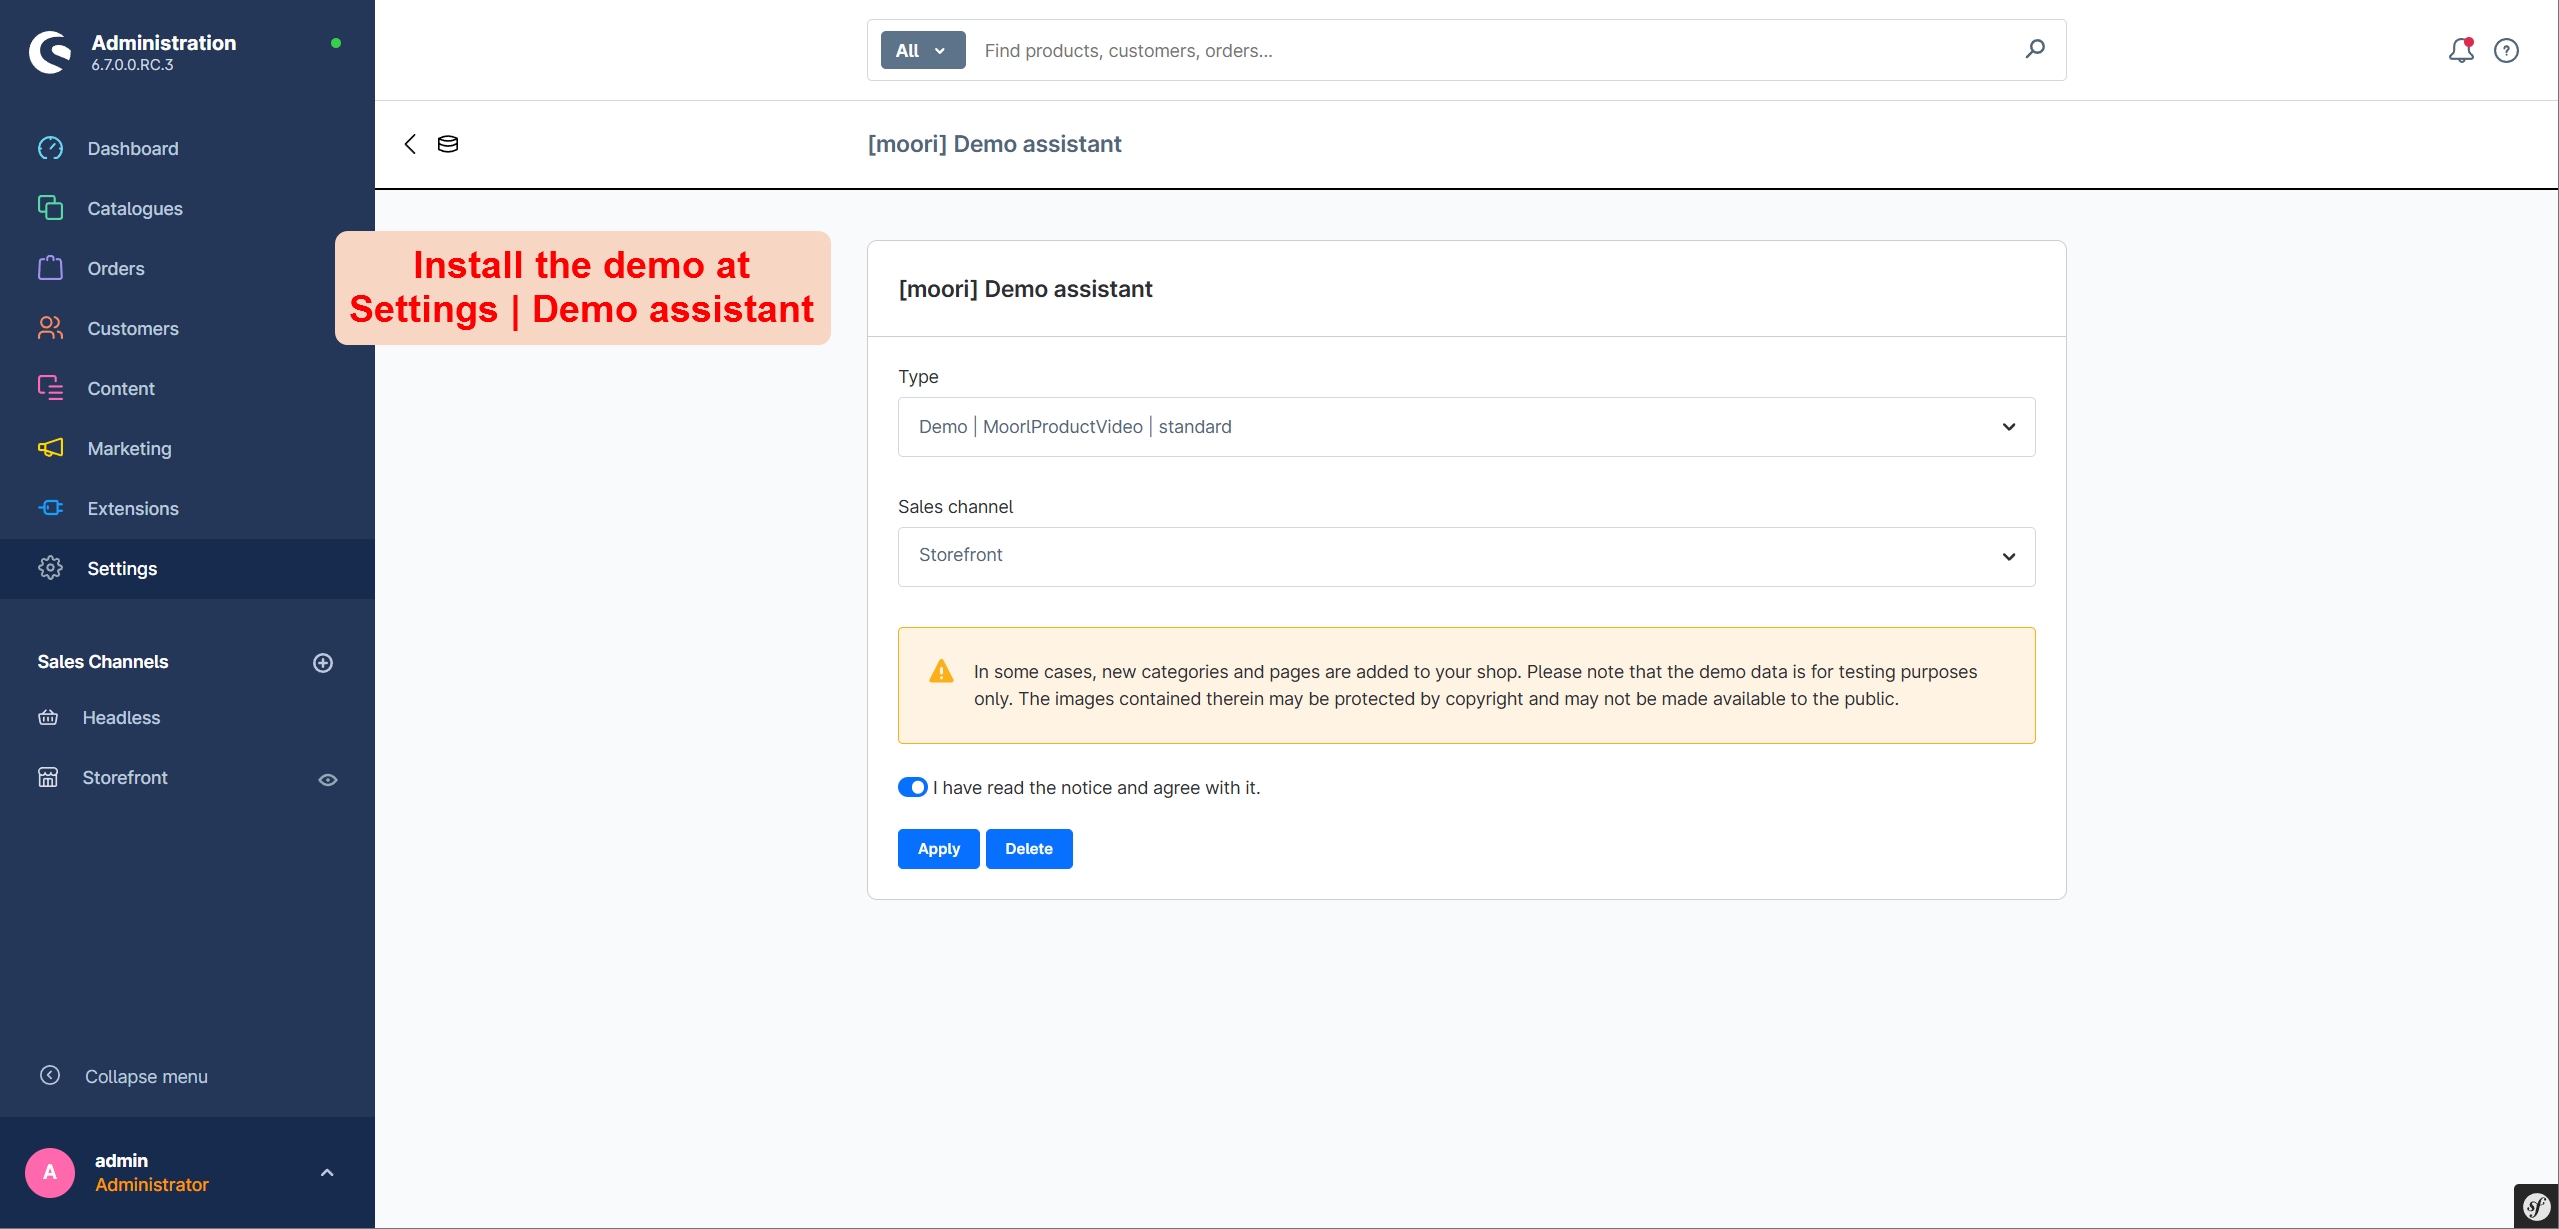 Administration
6.7.0.0.RC.3
All
Find products, customers, orders...
Dashboard
Catalogues
Orders
Customers
Content
Marketing
Extensions
Settings
Sales Channels
Headless
Storefront
Collapse menu
A
admin
Administrator
[moori] Demo assistant
Install the demo at
Settings | Demo assistant
[moori] Demo assistant
Type
Demo | MoorlProductVideo | standard
Sales channel
Storefront
In some cases, new categories and pages are added to your shop. Please note that the demo data is for testing purposes
only. The images contained therein may be protected by copyright and may not be made available to the public.
I have read the notice and agree with it.
Apply
Delete
sf